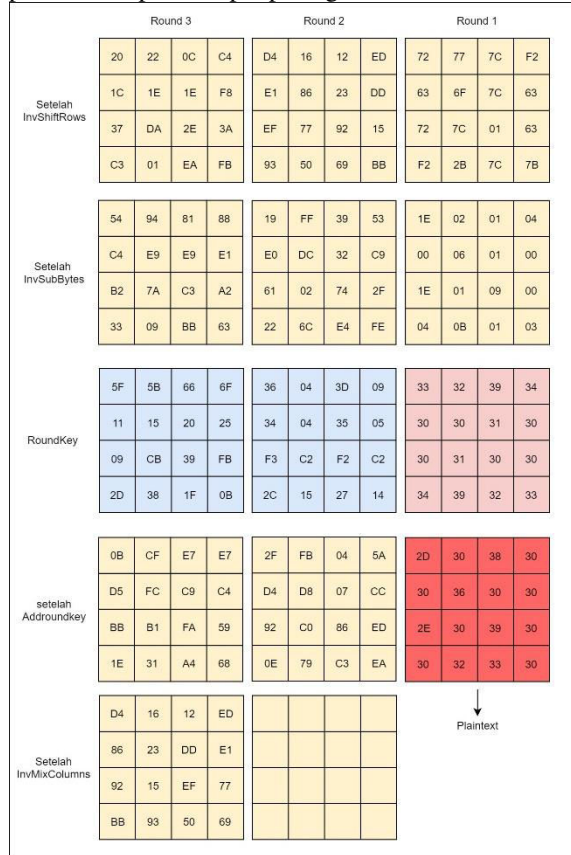 Round 3 Round 2 Round 1
20 22 0C C4 D4 16 12 ED 72 77 7C F2
1C 1E 1E F8 E1 86 23 DD 63 6F 7C 63
Setelah
InvShiftRows
37 DA 2E 3A EF 77 92 15 72 7C 01 63
C3 01 EA FB 93 50 69 BB F2 2B 7C 7B
54 94 81 88 19 FF 39 53 1E 02 01 04
C4 E9 E9 E1 E0 DC 32 C9 00 06 01 00
Setelah
InvSubBytes
B2 7A C3 A2 61 02 74 2F 1E 01 09 00
33 09 BB 63 22 6C E4 FE 04 0B 01 03
5F 5B 66 6F 36 04 3D 09 33 32 39 34
11 15 20 25 34 04 35 05 30 30 31 30
RoundKey
09 CB 39 FB F3 C2 F2 C2 30 31 30 30
2D 38 1F 0B 2C 15 27 14 34 39 32 33
0B CF E7 E7 2F FB 04 5A 2D 30 38 30
D5 FC C9 C4 D4 D8 07 CC 30 36 30 30
setelah
Addroundkey
BB B1 FA 59 92 C0 86 ED 2E 30 39 30
1E 31 A4 68 0E 79 C3 EA 30 32 33 30
D4 16 12 ED
Plaintext
86 23 DD E1
Setelah
InvMixColumns
92 15 EF 77
BB 93 50 69